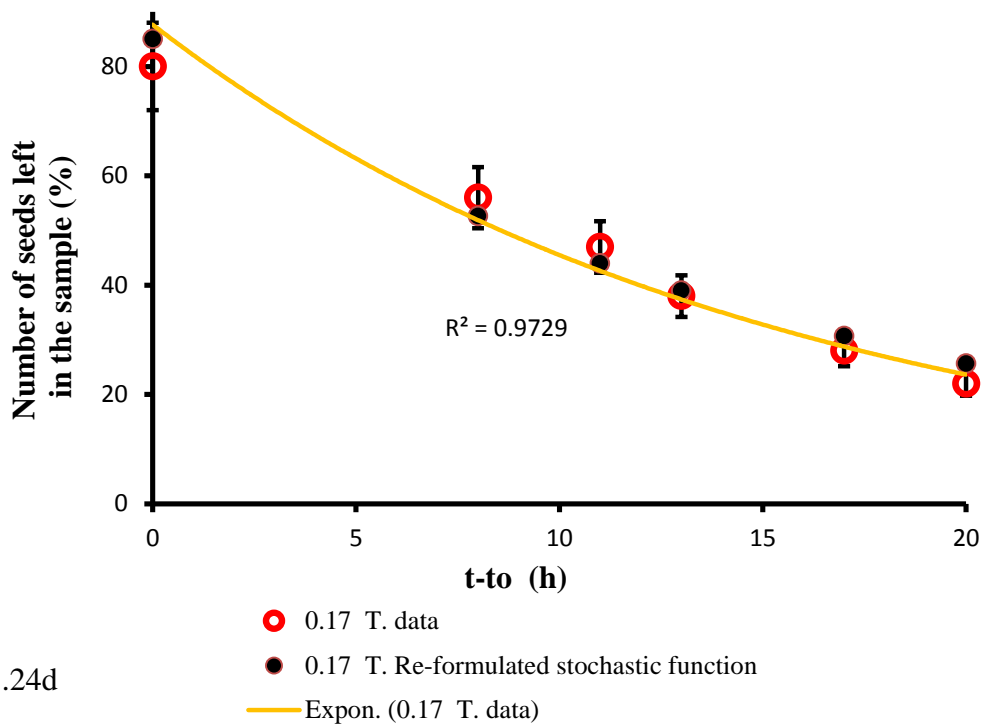 80
60
40
20
0
Number of seeds left
in the sample (%)
R² = 0.9729
0 5 10 15 20
t-to (h)
0.17 T. data
0.17 T. Re-formulated stochastic function
.24d
Expon. (0.17 T. data)